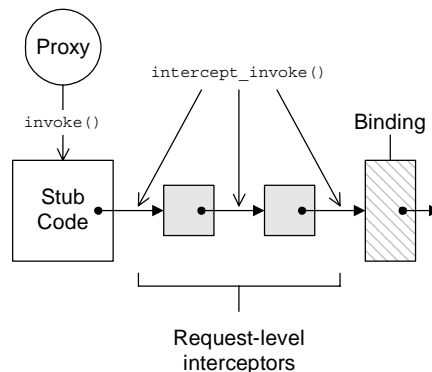 Proxy
intercept_invoke()
invoke()
Binding
Stub
Code
Request-level
interceptors